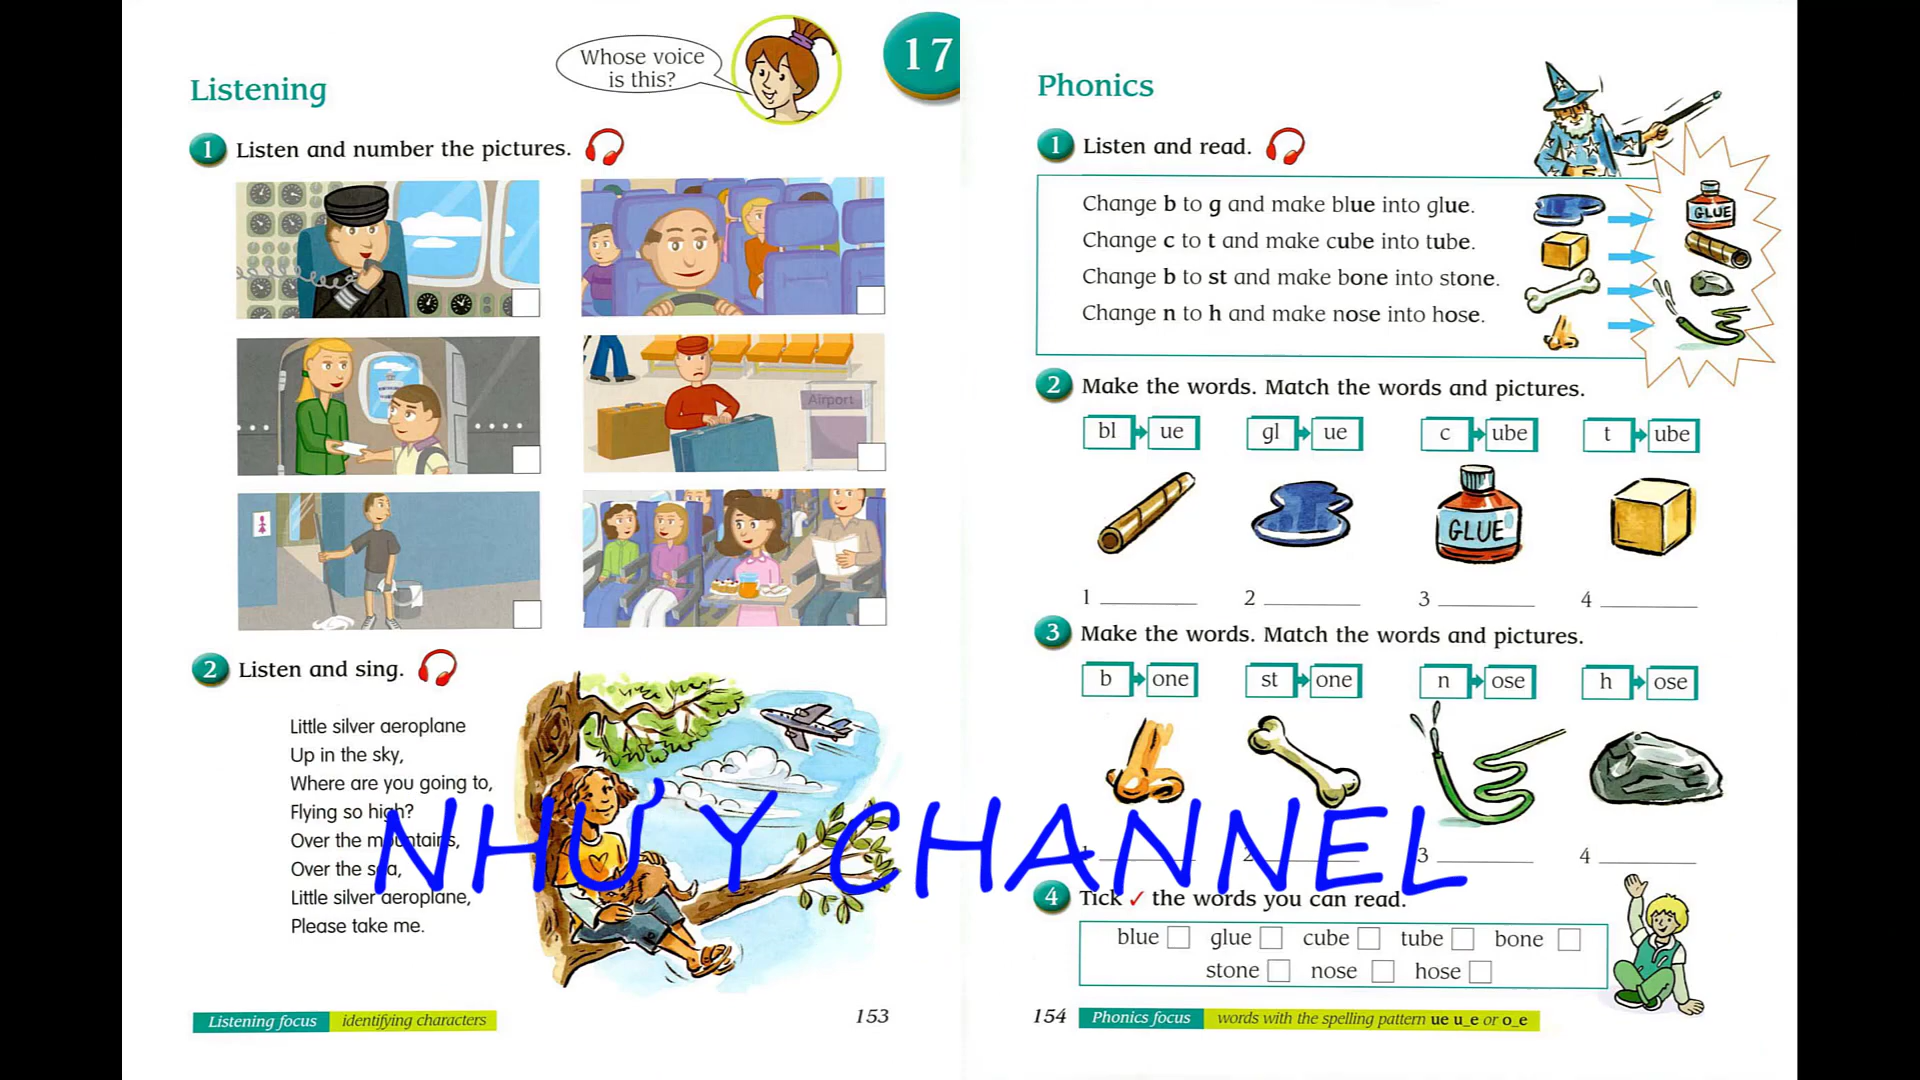 Whose voice
is this?
17
Listening
1 Listen and number the pictures.
Airport
2 Listen and sing.
Little silver aeroplane
Up in the sky,
Where are you going to,
Flying so high?
Over the mountains,
Over the sea,
Little silver aeroplane,
Please take me.
Listening focus identifying characters
153
Phonics
1 Listen and read.
Change b to g and make blue into glue.
Change c to t and make cube into tube.
Change b to st and make bone into stone.
Change n to h and make nose into hose.
GLUE
2 Make the words. Match the words and pictures.
bl ue gl ue c ube t ube
GLUE
1 2 3 4
3 Make the words. Match the words and pictures.
b one st one n ose h ose
1 2 3 4
4 Tick ✓ the words you can read.
blue glue cube tube bone
stone nose hose
154 Phonics focus words with the spelling pattern ue u_e or o_e
NHƯ Ý CHANNEL